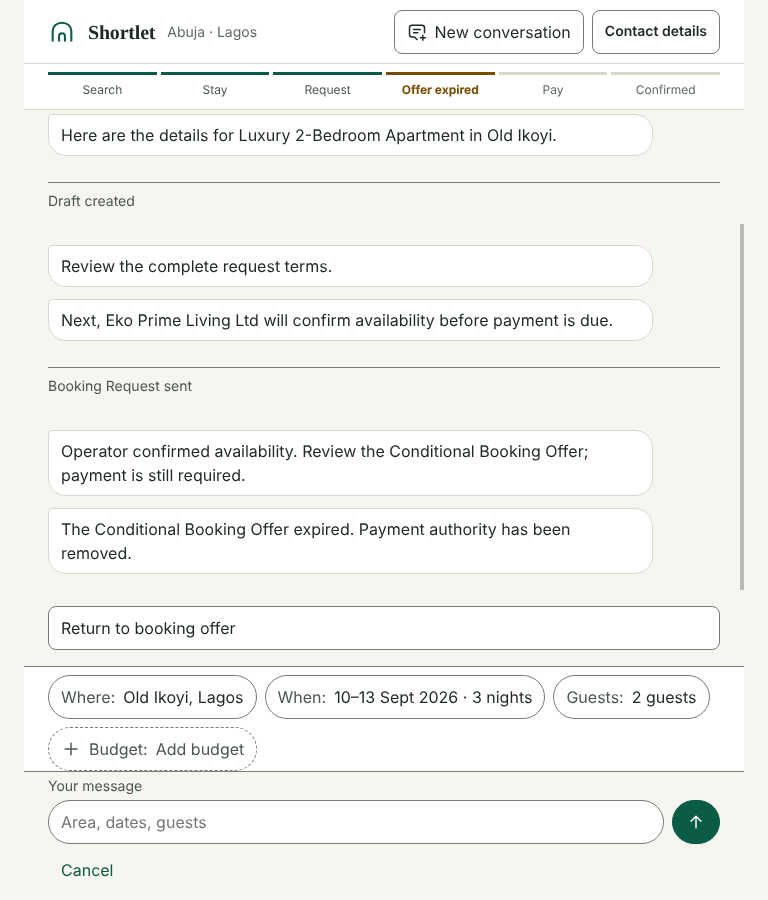 Shortlet
Abuja · Lagos
New conversation
Contact details
Search
Stay
Request
Offer expired
Pay
Confirmed
Here are the details for Luxury 2-Bedroom Apartment in Old Ikoyi.
Draft created
Review the complete request terms.
Next, Eko Prime Living Ltd will confirm availability before payment is due.
Booking Request sent
Operator confirmed availability. Review the Conditional Booking Offer;
payment is still required.
The Conditional Booking Offer expired. Payment authority has been
removed.
Return to booking offer
Where: Old Ikoyi, Lagos
When: 10–13 Sept 2026 · 3 nights
Guests: 2 guests
Budget: Add budget
Your message
Area, dates, guests
Cancel